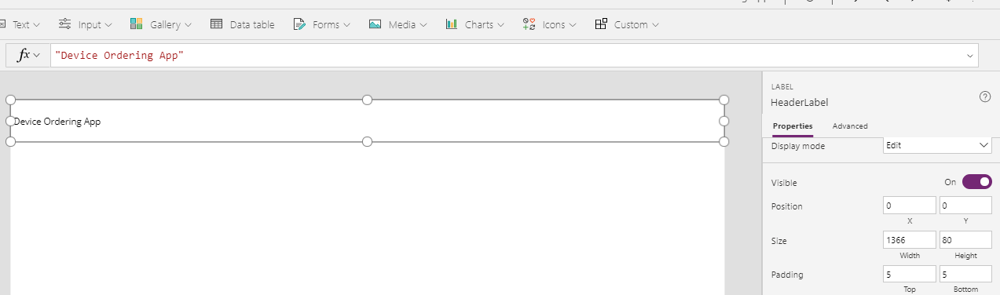 Text Input Gallery Data table Forms Media Charts Icons Custom
fx "Device Ordering App"
Device Ordering App
LABEL
HeaderLabel
Properties Advanced
Display mode Edit
Visible On
Position 0 0
X Y
Size 1366 80
Width Height
Padding 5 5
Top Bottom